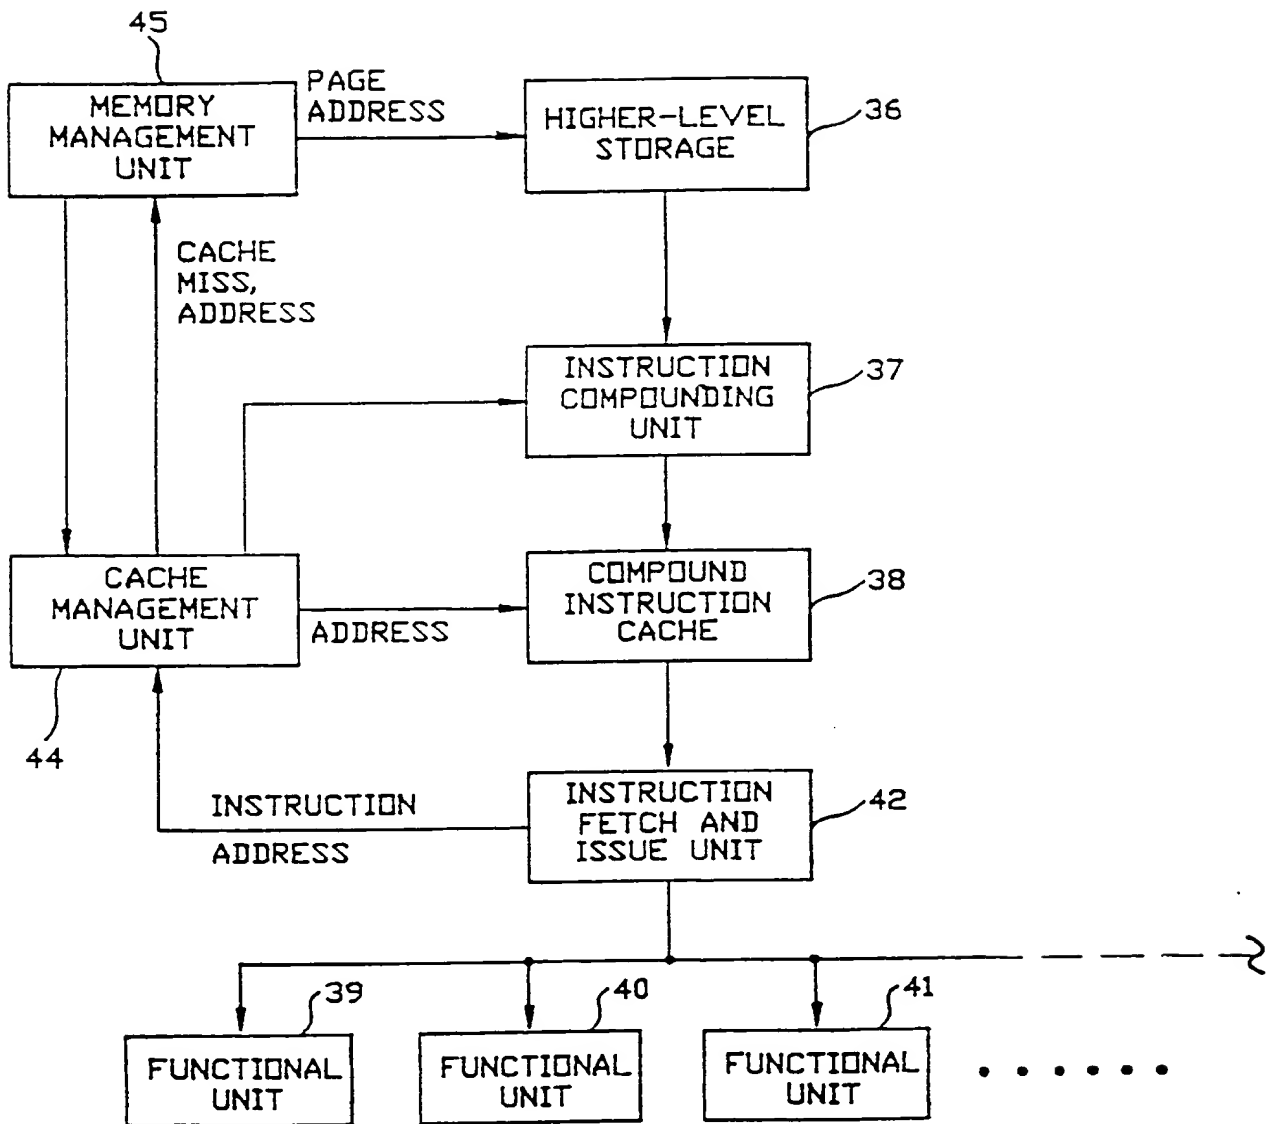 45
MEMORY
MANAGEMENT
UNIT
PAGE
ADDRESS
HIGHER-LEVEL
STORAGE
36
CACHE
MISS,
ADDRESS
INSTRUCTION
COMPOUNDING
UNIT
37
CACHE
MANAGEMENT
UNIT
44
ADDRESS
COMPOUND
INSTRUCTION
CACHE
38
INSTRUCTION
ADDRESS
INSTRUCTION
FETCH AND
ISSUE UNIT
42
39
FUNCTIONAL
UNIT
40
FUNCTIONAL
UNIT
41
FUNCTIONAL
UNIT